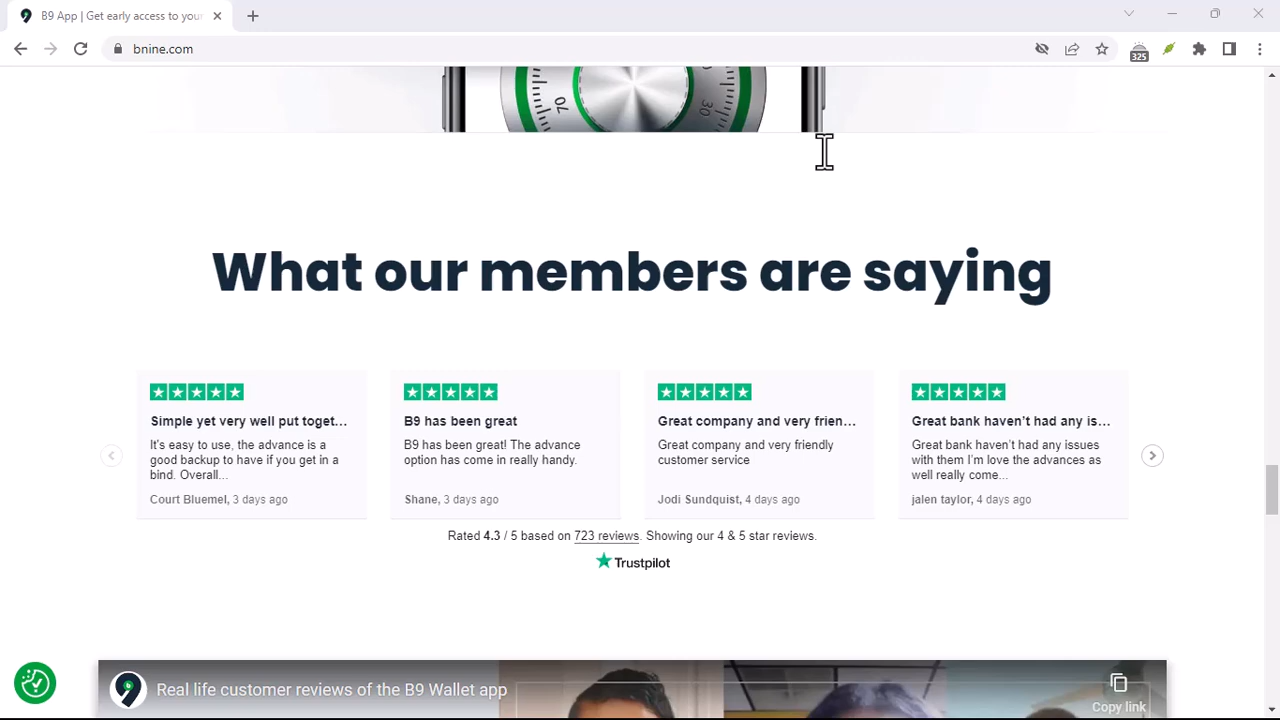 B9 App | Get early access to your
bnine.com
325
70
30
What our members are saying
Simple yet very well put toget...
It's easy to use, the advance is a
good backup to have if you get in a
bind. Overall...
Court Bluemel, 3 days ago
B9 has been great
B9 has been great! The advance
option has come in really handy.
Shane, 3 days ago
Great company and very frien...
Great company and very friendly
customer service
Jodi Sundquist, 4 days ago
Great bank haven't had any is...
Great bank haven't had any issues
with them I'm love the advances as
well really come...
jalen taylor, 4 days ago
Rated 4.3 / 5 based on 723 reviews. Showing our 4 & 5 star reviews.
Trustpilot
Real life customer reviews of the B9 Wallet app
Copy link